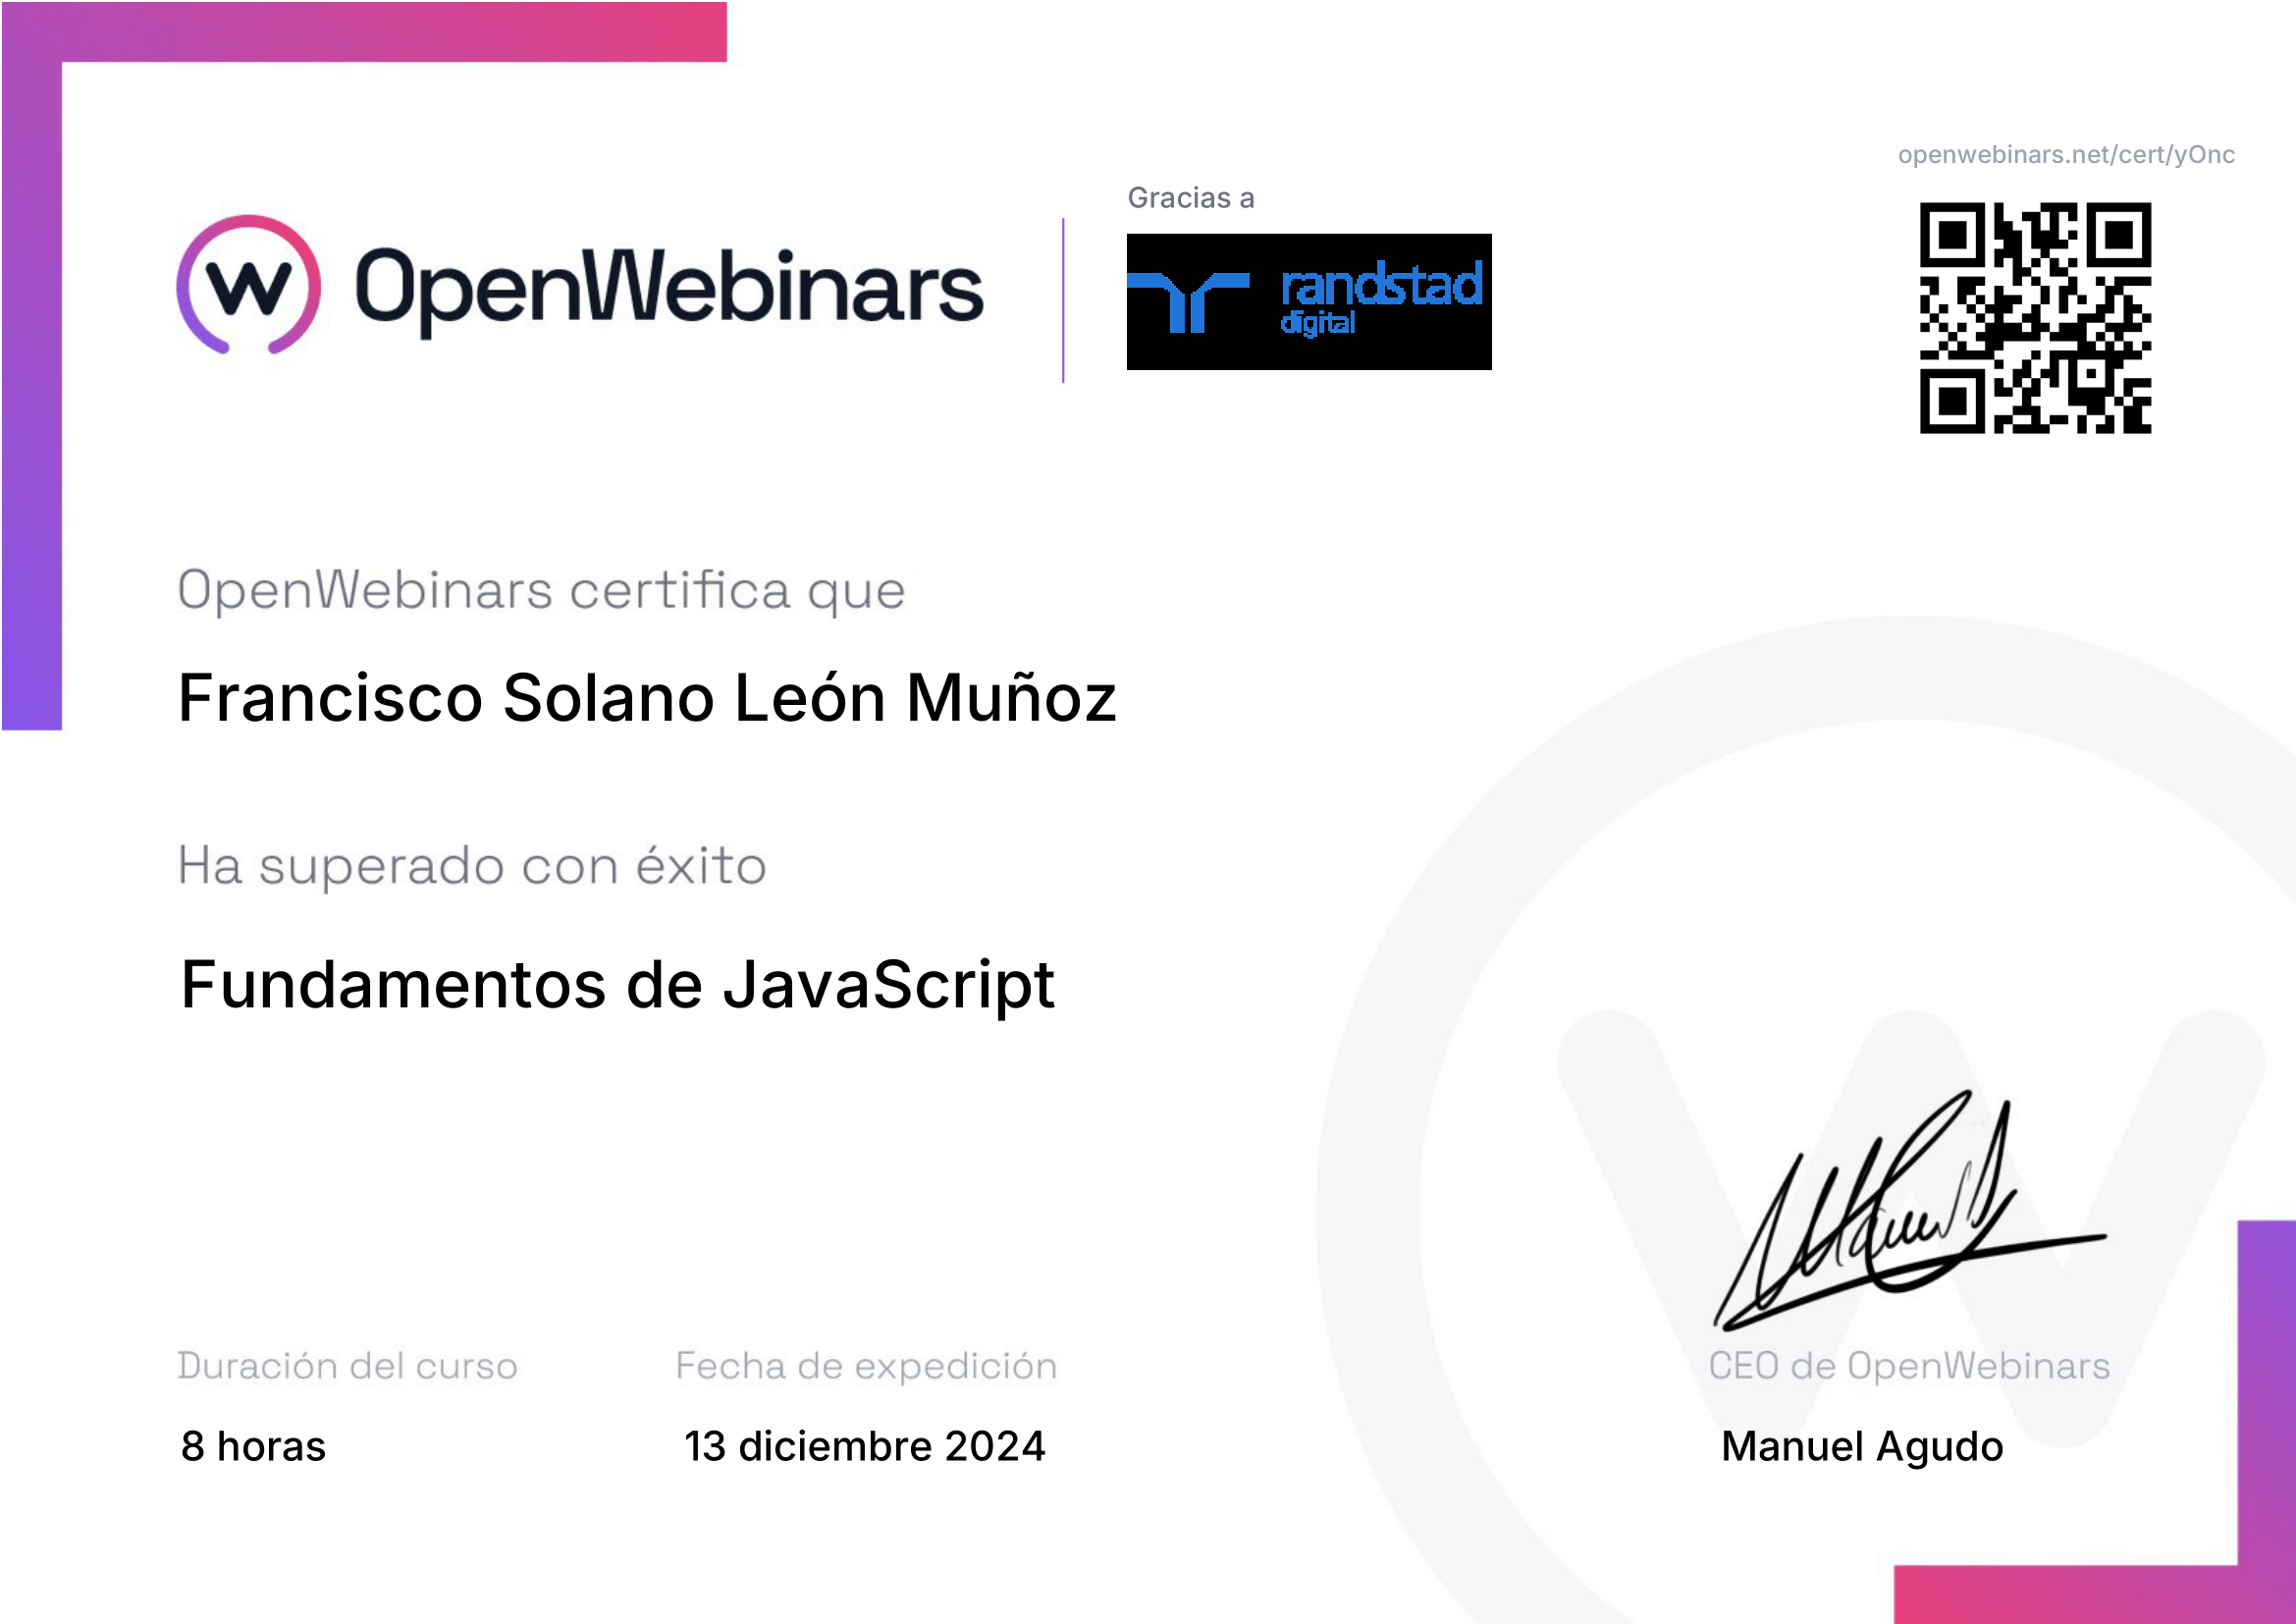 openwebinars.net/cert/yOnc
OpenWebinars
Gracias a
randstad
digital
OpenWebinars certifica que
Francisco Solano León Muñoz
Ha superado con éxito
Fundamentos de JavaScript
Duración del curso
8 horas
Fecha de expedición
13 diciembre 2024
CEO de OpenWebinars
Manuel Agudo